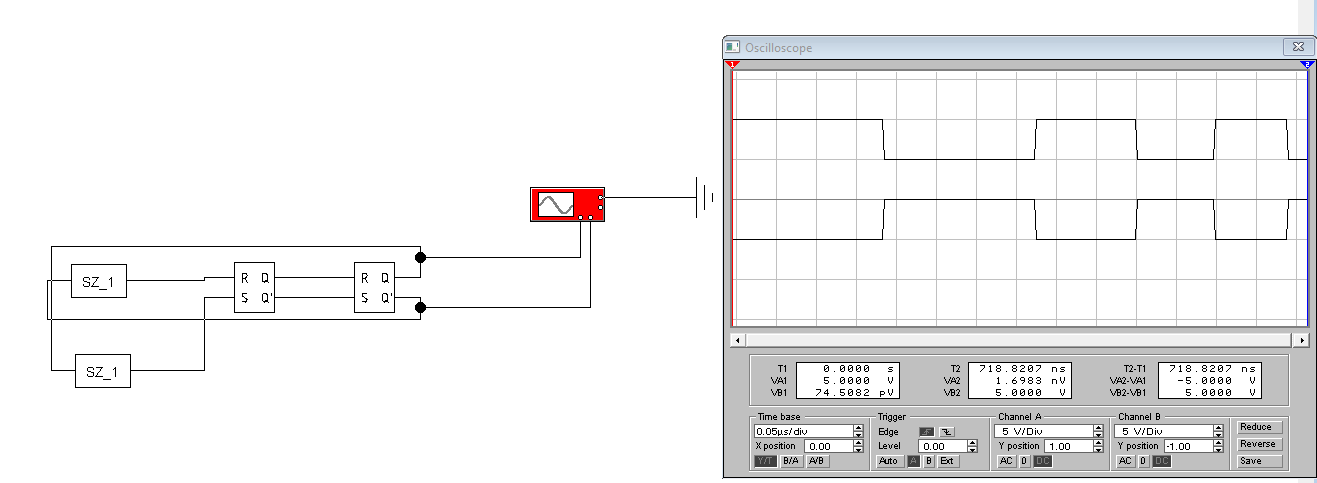 Oscilloscope
1
2
SZ_1
R Q
S Q'
R Q
S Q'
SZ_1
T1 0.0000 s
VA1 5.0000 V
VB1 74.5082 pV
T2 718.8207 ns
VA2 1.6983 nV
VB2 5.0000 V
T2-T1 718.8207 ns
VA2-VA1 -5.0000 V
VB2-VB1 5.0000 V
Time base
0.05µs/div
X position 0.00
Y/T B/A A/B
Trigger
Edge
Level 0.00
Auto A B Ext
Channel A
5 V/Div
Y position 1.00
AC 0 DC
Channel B
5 V/Div
Y position -1.00
AC 0 DC
Reduce
Reverse
Save